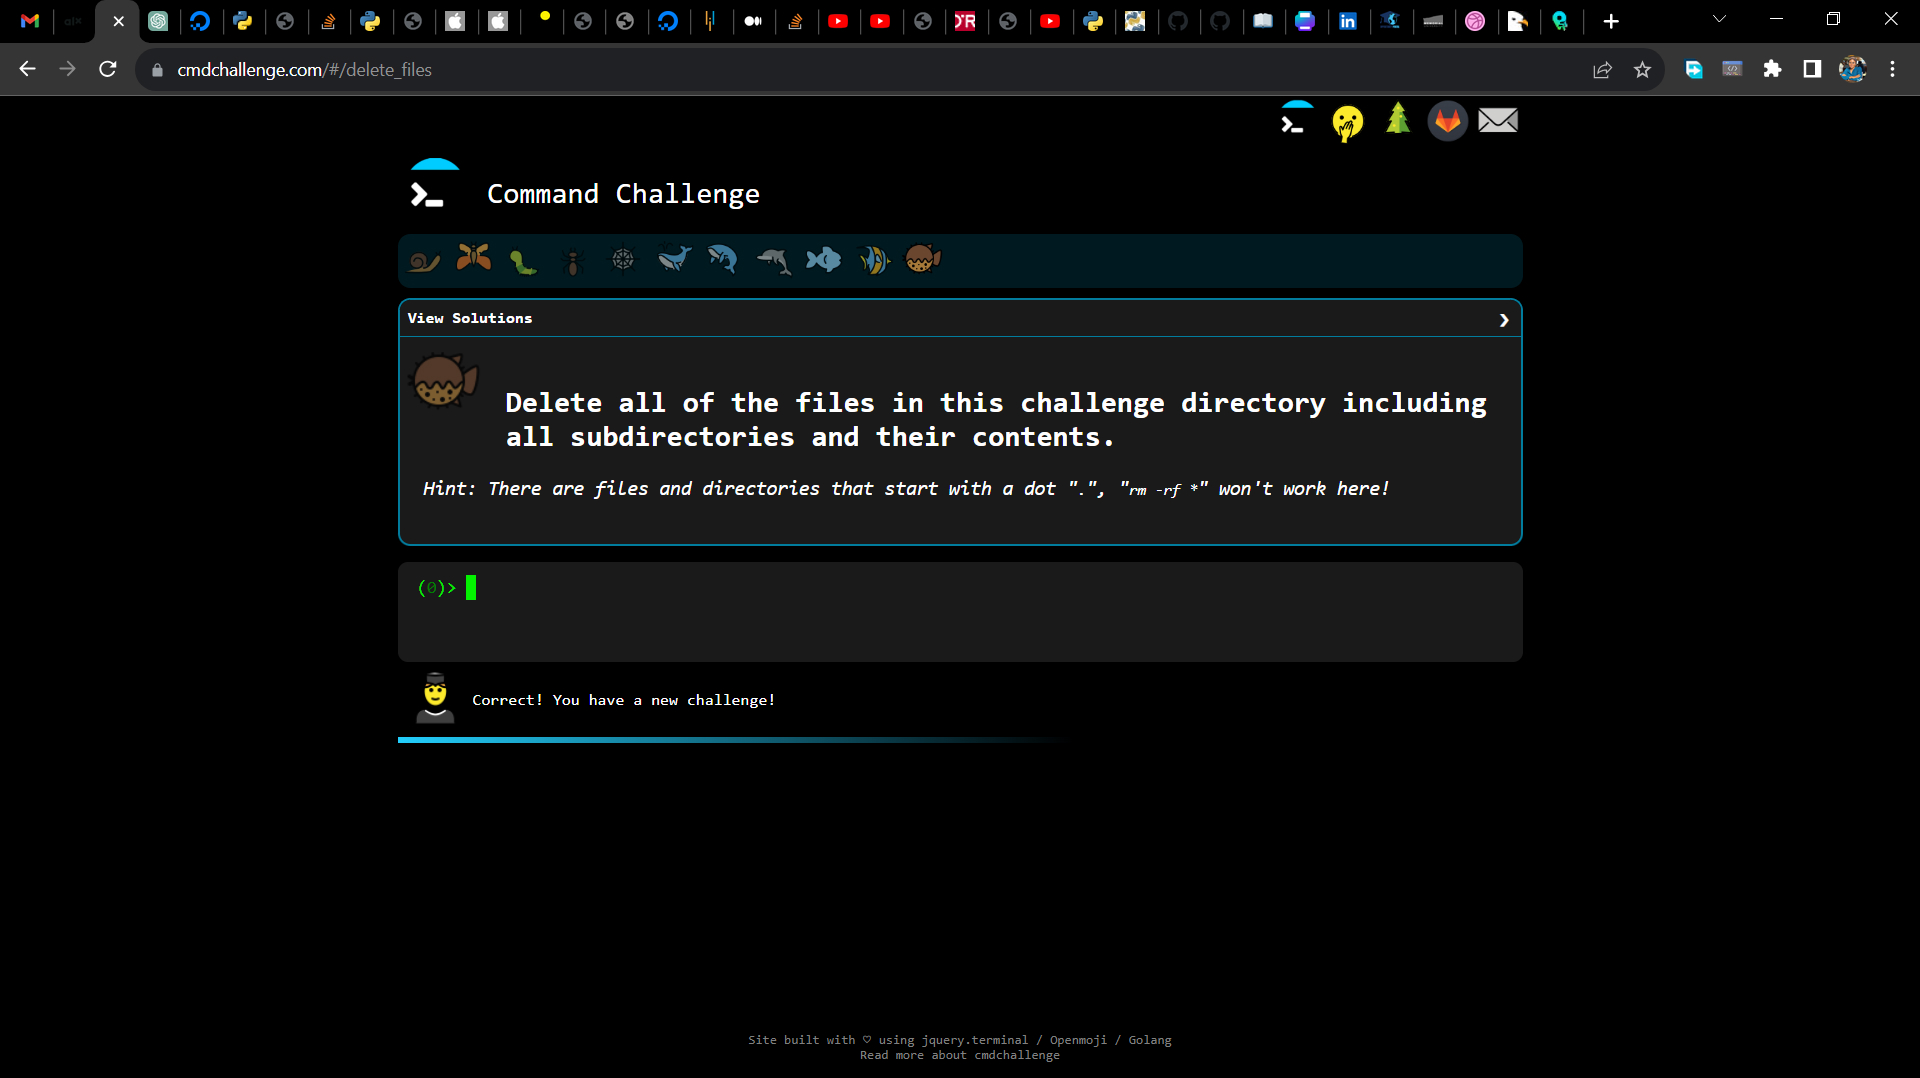 cmdchallenge.com/#/delete_files
Command Challenge
View Solutions
Delete all of the files in this challenge directory including
all subdirectories and their contents.
Hint: There are files and directories that start with a dot ".", "rm -rf *" won't work here!
(0)>
Correct! You have a new challenge!
Site built with ♡ using jquery.terminal / Openmoji / Golang
Read more about cmdchallenge